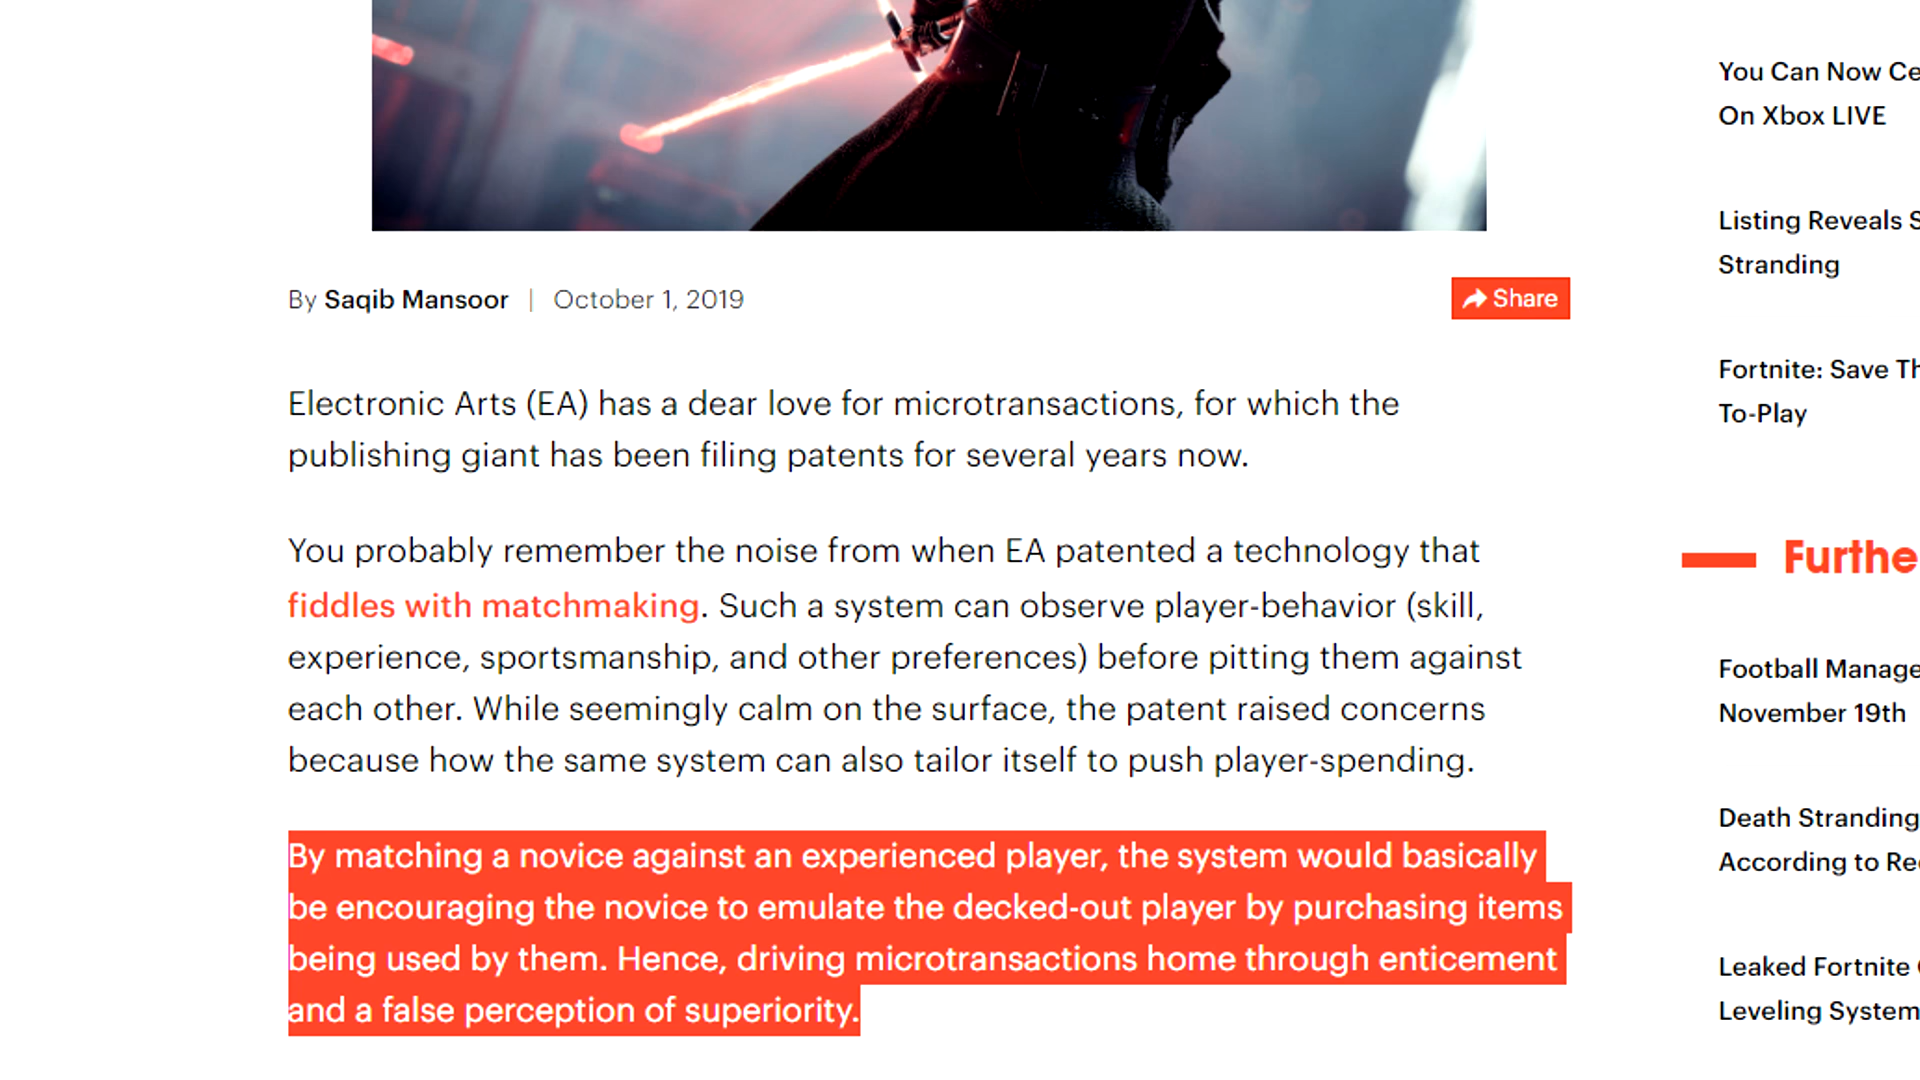 By Saqib Mansoor | October 1, 2019
Share
Electronic Arts (EA) has a dear love for microtransactions, for which the
publishing giant has been filing patents for several years now.
You probably remember the noise from when EA patented a technology that
fiddles with matchmaking. Such a system can observe player-behavior (skill,
experience, sportsmanship, and other preferences) before pitting them against
each other. While seemingly calm on the surface, the patent raised concerns
because how the same system can also tailor itself to push player-spending.
By matching a novice against an experienced player, the system would basically
be encouraging the novice to emulate the decked-out player by purchasing items
being used by them. Hence, driving microtransactions home through enticement
and a false perception of superiority.
You Can Now
On Xbox LIVE
Listing Reveals
Stranding
Fortnite: Save
To-Play
Football
November 19th
Death Stranding
According to
Leaked Fortnite
Leveling System